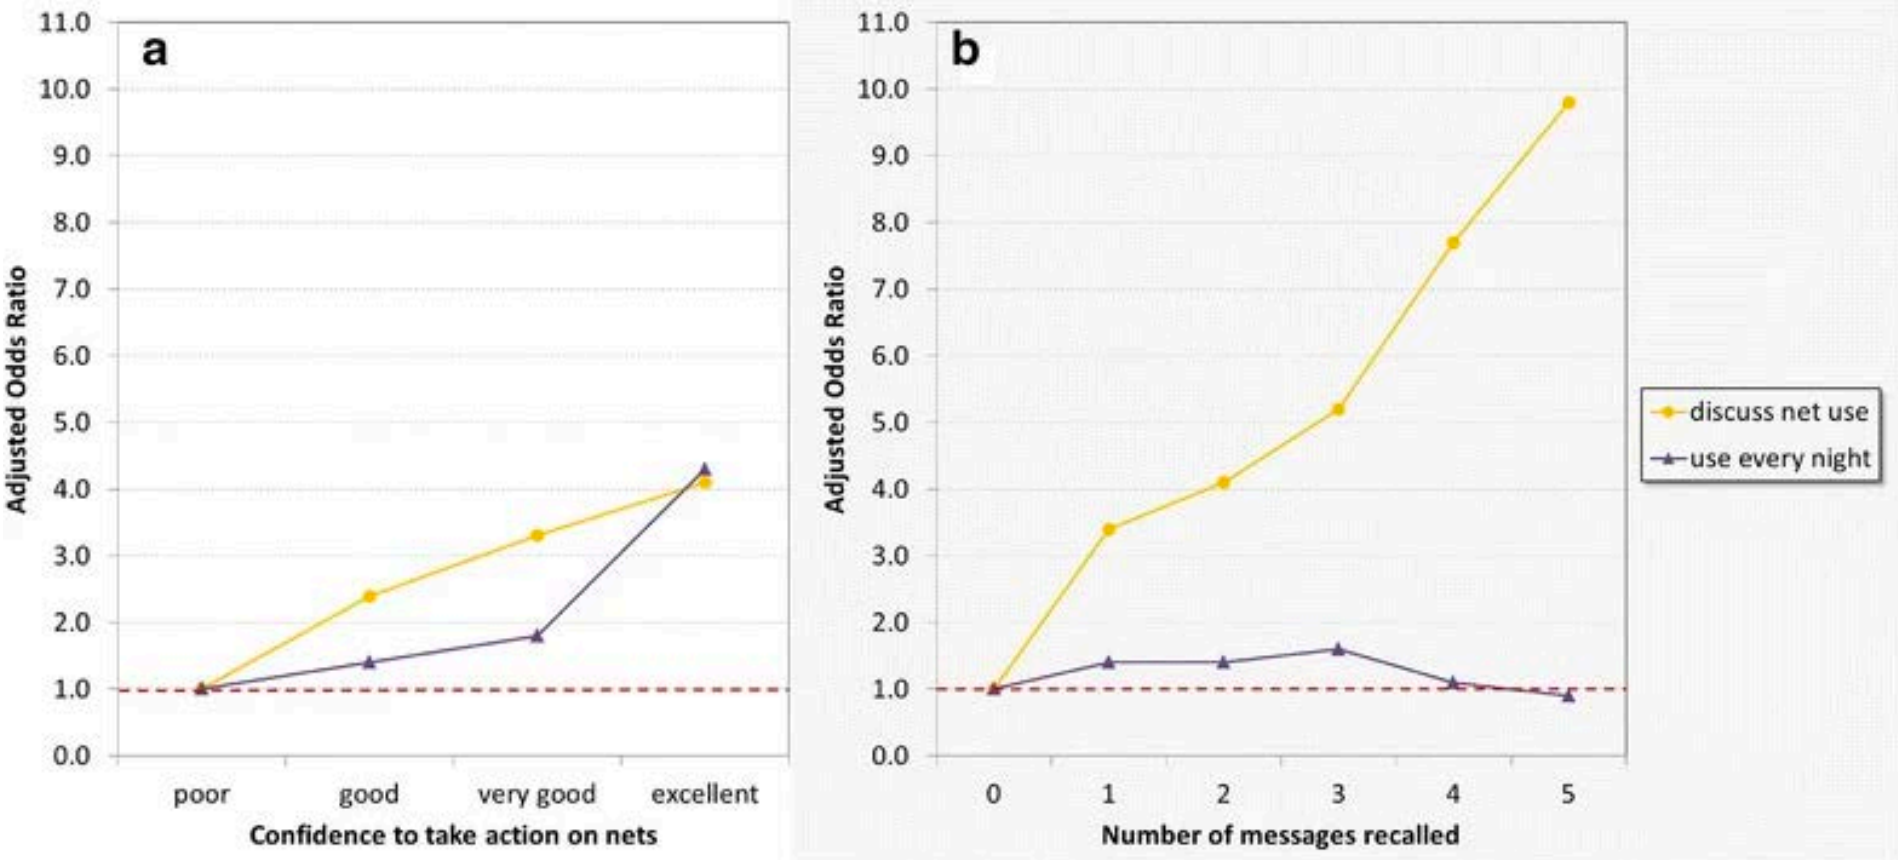 a
11.0
10.0
9.0
8.0
7.0
6.0
5.0
4.0
3.0
2.0
1.0
0.0
Adjusted Odds Ratio
poor good very good excellent
Confidence to take action on nets
b
11.0
10.0
9.0
8.0
7.0
6.0
5.0
4.0
3.0
2.0
1.0
0.0
Adjusted Odds Ratio
0 1 2 3 4 5
Number of messages recalled
discuss net use
use every night